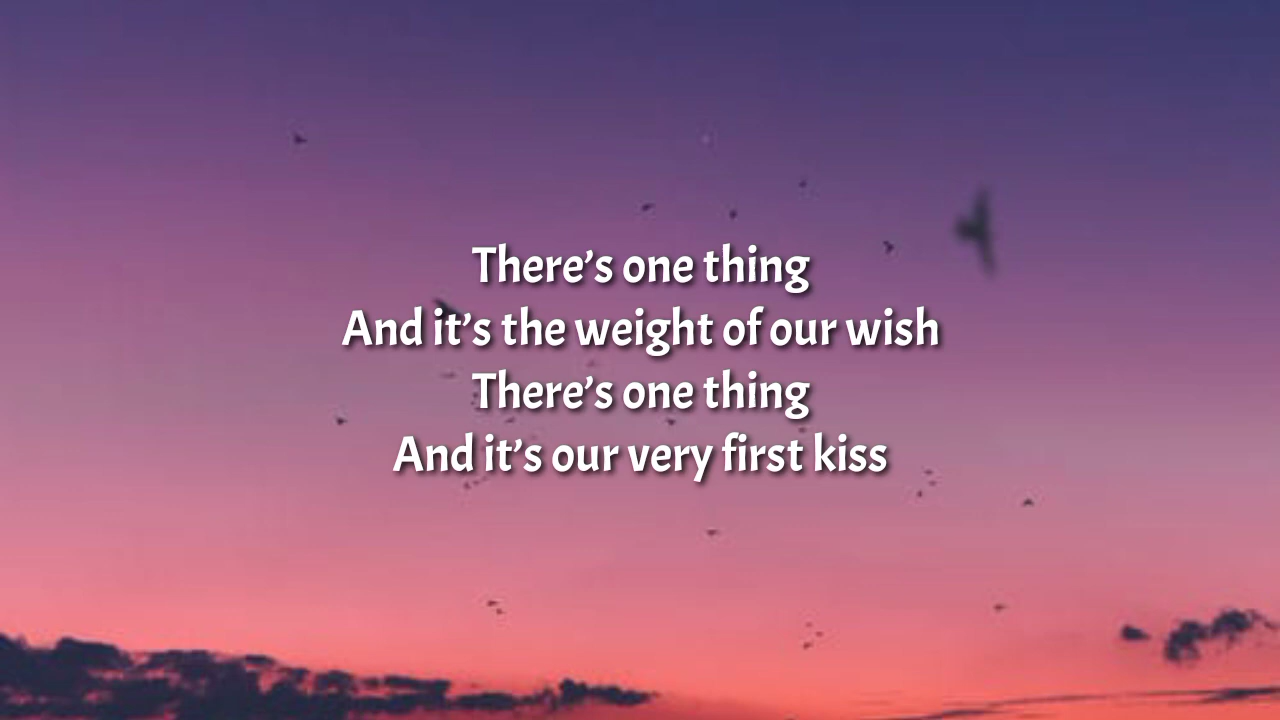 There’s one thing
And it’s the weight of our wish
There’s one thing
And it’s our very first kiss